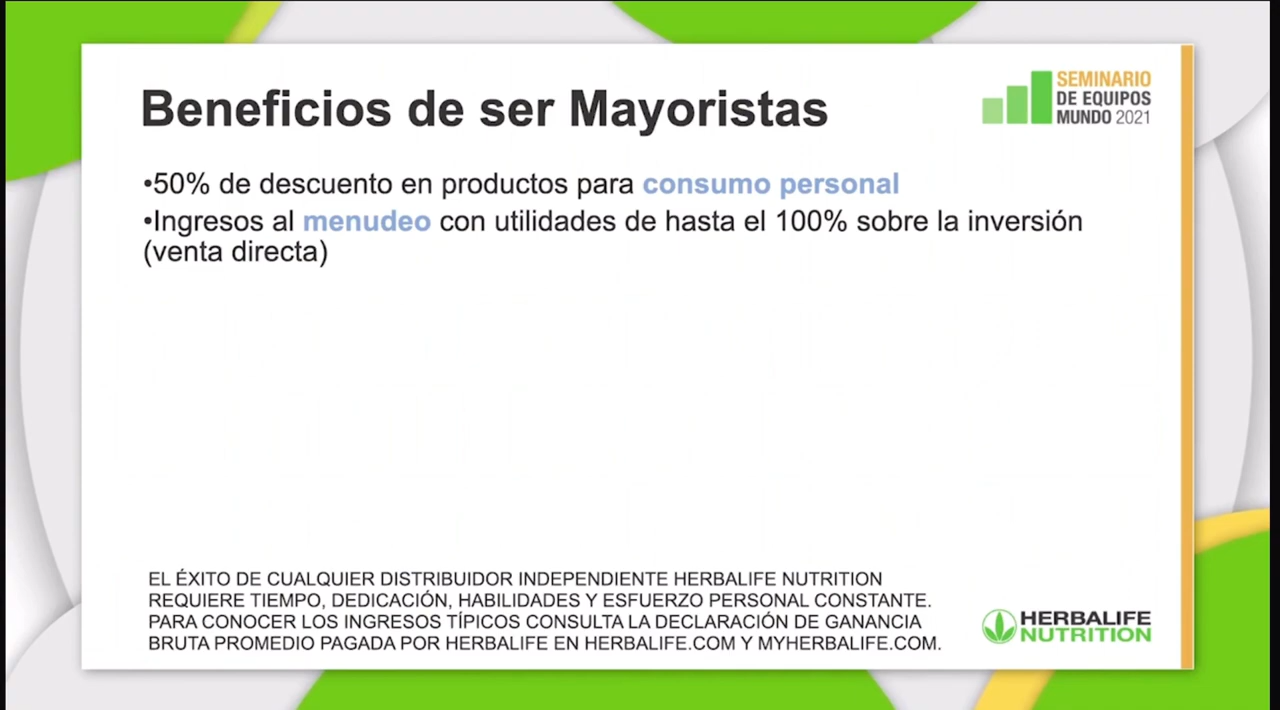 Beneficios de ser Mayoristas
SEMINARIO
DE EQUIPOS
MUNDO 2021
•50% de descuento en productos para consumo personal
•Ingresos al menudeo con utilidades de hasta el 100% sobre la inversión
(venta directa)
EL ÉXITO DE CUALQUIER DISTRIBUIDOR INDEPENDIENTE HERBALIFE NUTRITION
REQUIERE TIEMPO, DEDICACIÓN, HABILIDADES Y ESFUERZO PERSONAL CONSTANTE.
PARA CONOCER LOS INGRESOS TÍPICOS CONSULTA LA DECLARACIÓN DE GANANCIA
BRUTA PROMEDIO PAGADA POR HERBALIFE EN HERBALIFE.COM Y MYHERBALIFE.COM.
HERBALIFE
NUTRITION